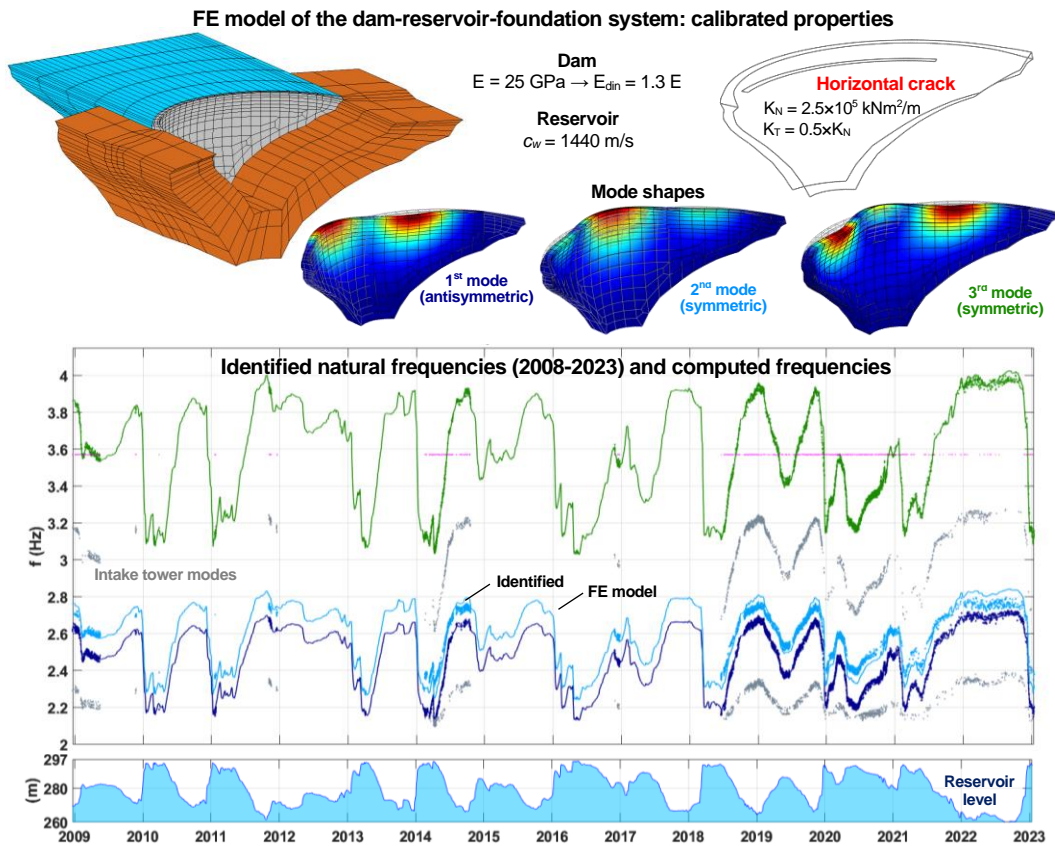 FE model of the dam-reservoir-foundation system: calibrated properties
Dam
E = 25 GPa → E_din = 1.3 E
Reservoir
c_w = 1440 m/s
Horizontal crack
K_N = 2.5×10⁵ kNm²/m
K_T = 0.5×K_N
Mode shapes
1st mode
(antisymmetric)
2nd mode
(symmetric)
3rd mode
(symmetric)
Identified natural frequencies (2008-2023) and computed frequencies
f (Hz)
4
3.8
3.6
3.4
3.2
3
2.8
2.6
2.4
2.2
2
Intake tower modes
Identified
FE model
(m)
297
280
260
Reservoir
level
2009 2010 2011 2012 2013 2014 2015 2016 2017 2018 2019 2020 2021 2022 2023